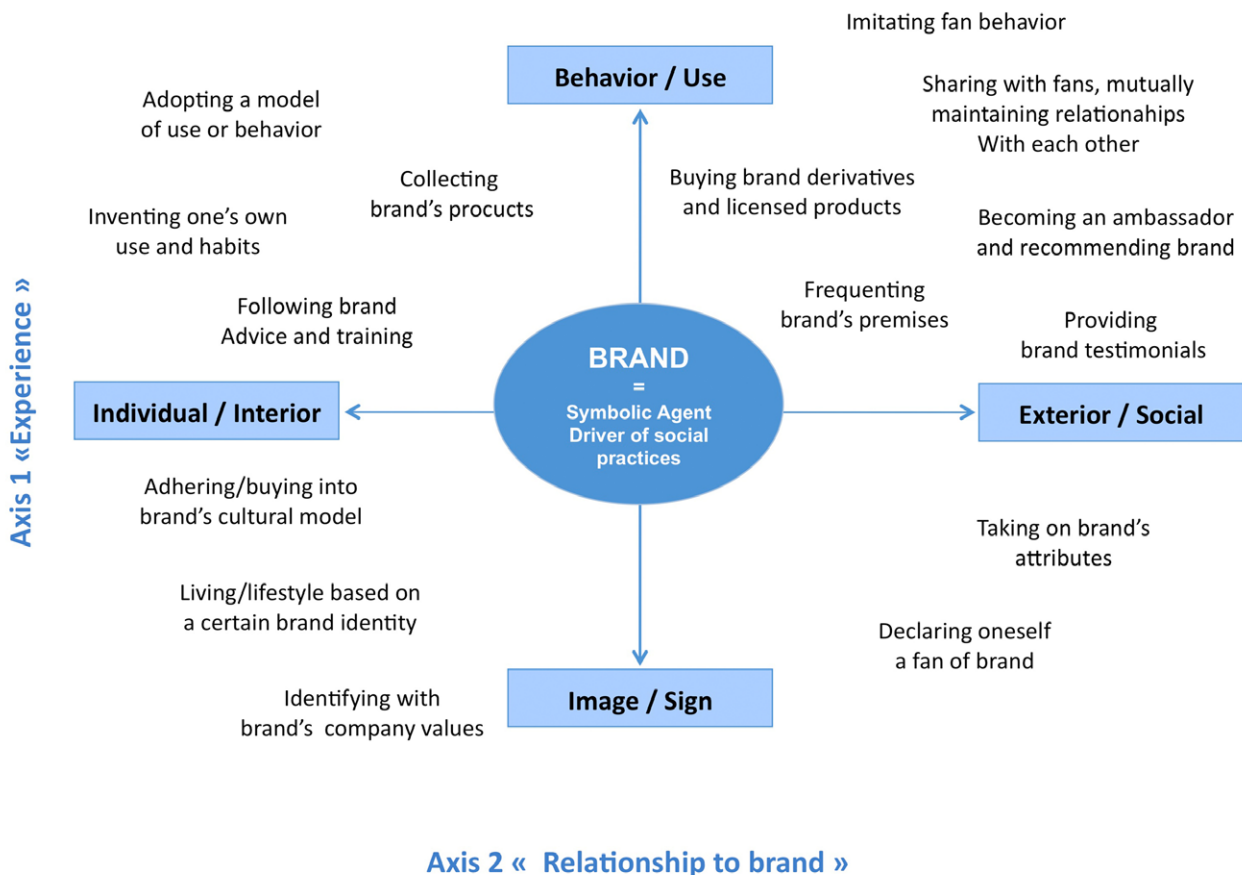 Imitating fan behavior
Behavior / Use
Adopting a model
of use or behavior
Sharing with fans, mutually
maintaining relationships
With each other
Collecting
brand's procucts
Buying brand derivatives
and licensed products
Inventing one's own
use and habits
Becoming an ambassador
and recommending brand
Following brand
Advice and training
Frequenting
brand's premises
Providing
brand testimonials
Axis 1 «Experience »
BRAND
=
Symbolic Agent
Driver of social
practices
Individual / Interior
Exterior / Social
Adhering/buying into
brand's cultural model
Taking on brand's
attributes
Living/lifestyle based on
a certain brand identity
Declaring oneself
a fan of brand
Identifying with
brand's  company values
Image / Sign
Axis 2 «  Relationship to brand »